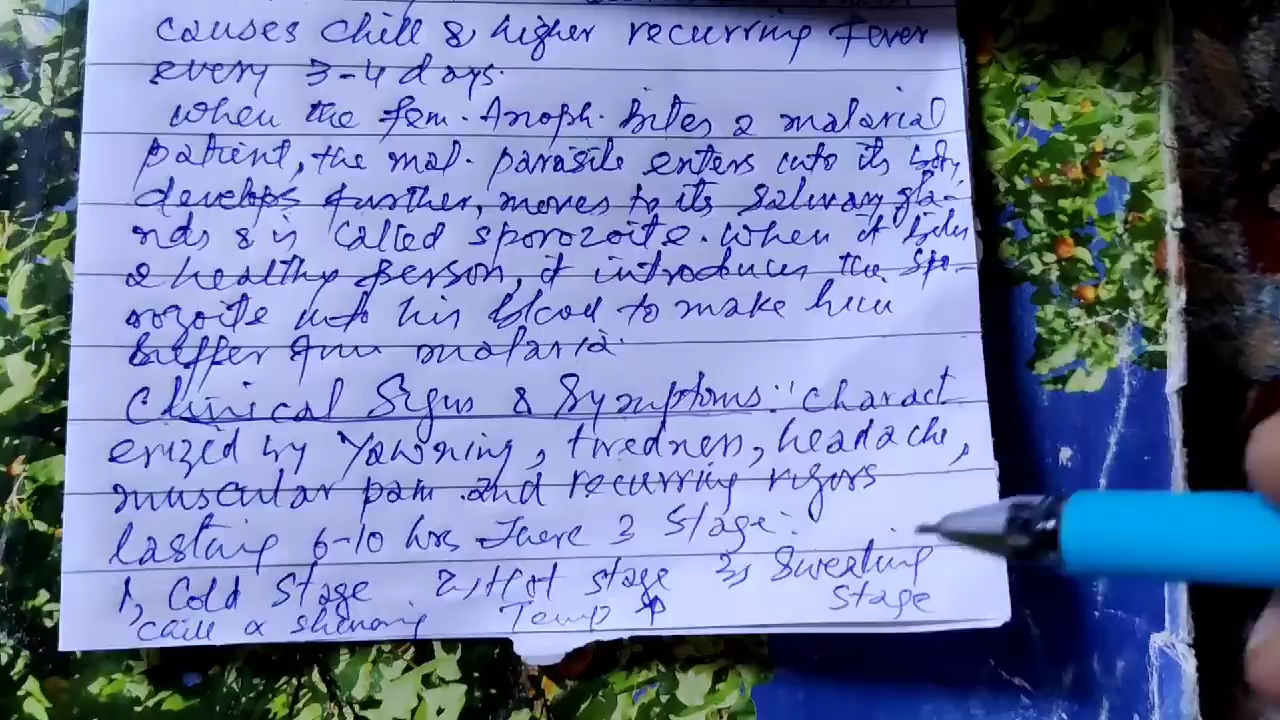 causes chill & higher recurring Fever
every 3-4 days.
when the fem. Anoph. bites a malarial
patient, the mal. parasite enters into its body,
develops further, moves to its salivary gla-
nds & is called sporozoite. when it bites
a healthy person, it introduces the spo-
rozoite into his blood to make him
suffer from malaria.
Clinical Signs & Symptoms: charact
erized by Yawning, tiredness, headache,
muscular pain and recurring rigors
lasting 6-10 hrs There 3 Stage:
1, Cold Stage 2, Hot stage 3, Sweating
chill & shivering Temp ↑ Stage